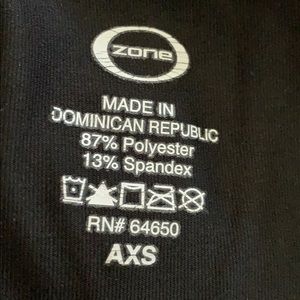 ZONE
MADE IN
DOMINICAN REPUBLIC
87% Polyester
13% Spandex
RN# 64650
AXS